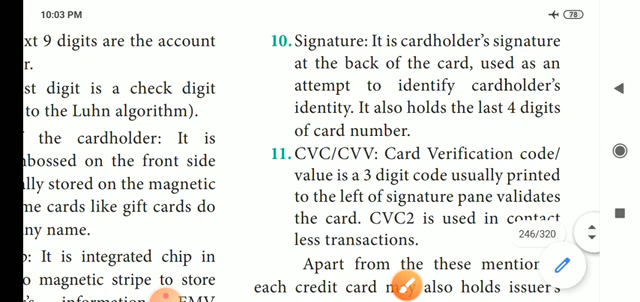 10:03 PM
78
xt 9 digits are the account
r.
st digit is a check digit
to the Luhn algorithm).
the cardholder: It is
bossed on the front side
lly stored on the magnetic
me cards like gift cards do
ny name.
: It is integrated chip in
o magnetic stripe to store
information EMV
10. Signature: It is cardholder's signature
at the back of the card, used as an
attempt to identify cardholder's
identity. It also holds the last 4 digits
of card number.
11. CVC/CVV: Card Verification code/
value is a 3 digit code usually printed
to the left of signature pane validates
the card. CVC2 is used in contact
less transactions.
246/320
Apart from the these mention
each credit card may also holds issuer's